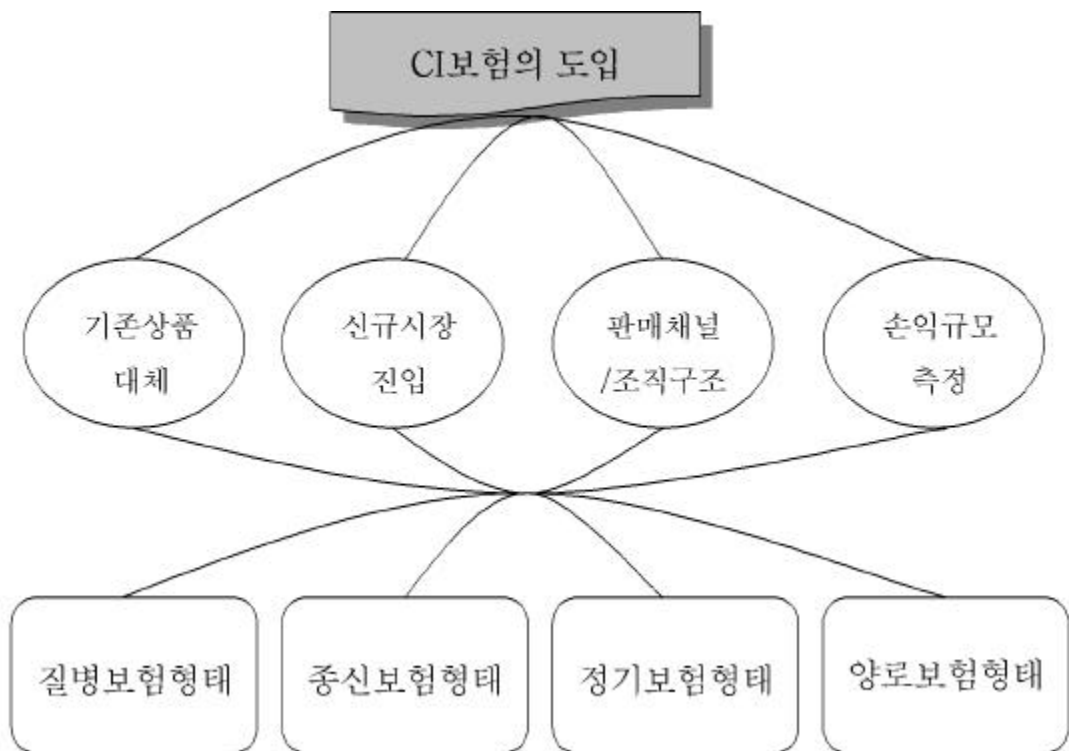 CI보험의 도입
기존상품
대체
신규시장
진입
판매채널
/조직구조
손익규모
측정
질병보험형태
종신보험형태
정기보험형태
양로보험형태